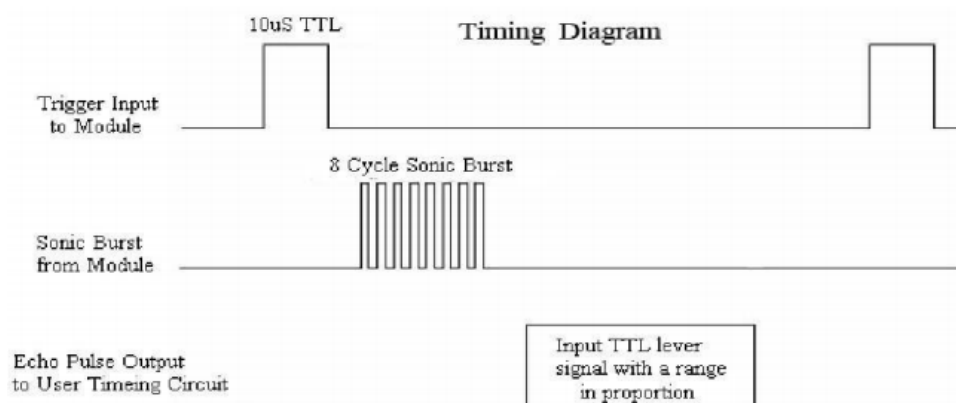 10uS TTL
Timing Diagram
Trigger Input
to Module
8 Cycle Sonic Burst
Sonic Burst
from Module
Echo Pulse Output
to User Timeing Circuit
Input TTL lever
signal with a range
in proportion